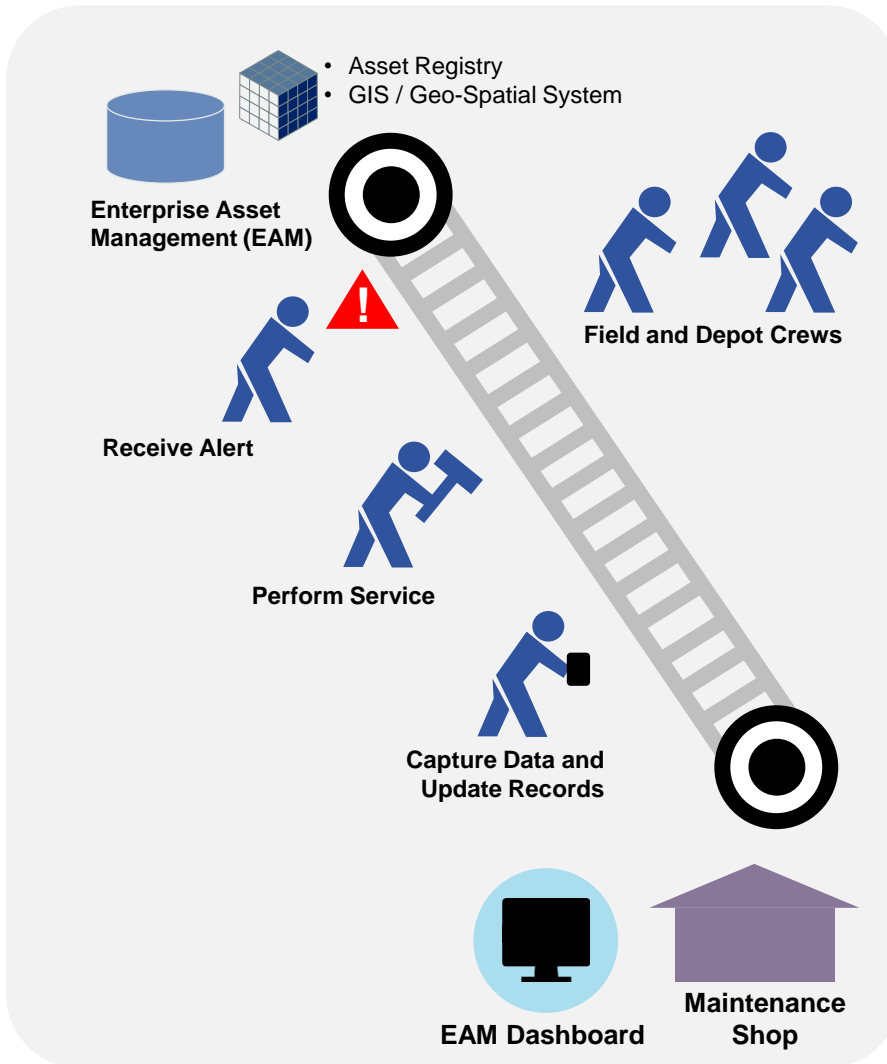 • Asset Registry
• GIS / Geo-Spatial System
Enterprise Asset
Management (EAM)
!
Field and Depot Crews
Receive Alert
Perform Service
Capture Data and
Update Records
EAM Dashboard
Maintenance
Shop